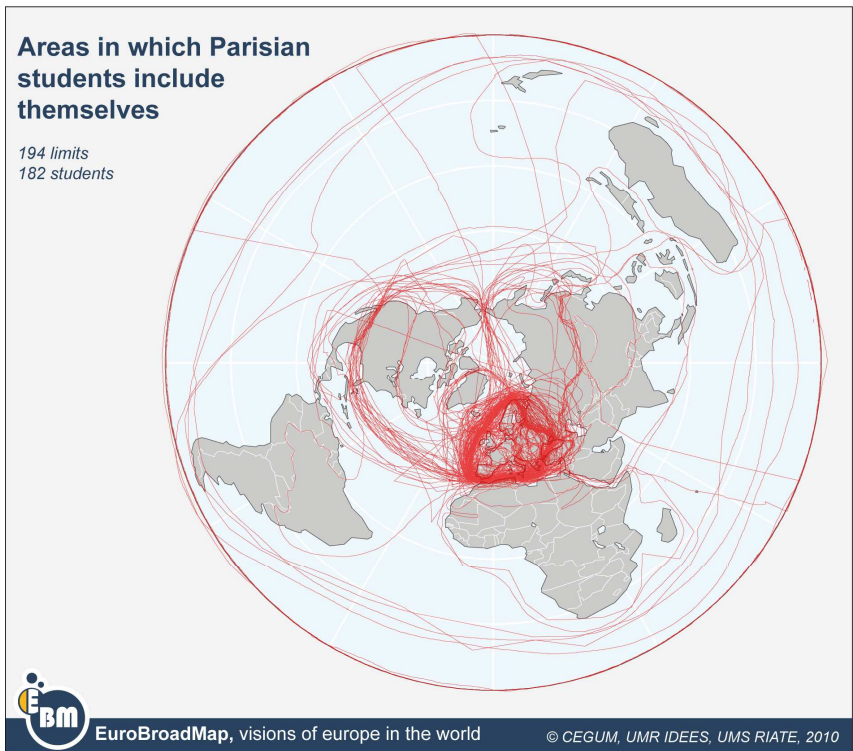 Areas in which Parisian
students include
themselves
194 limits
182 students
EBM
EuroBroadMap, visions of europe in the world
© CEGUM, UMR IDEES, UMS RIATE, 2010